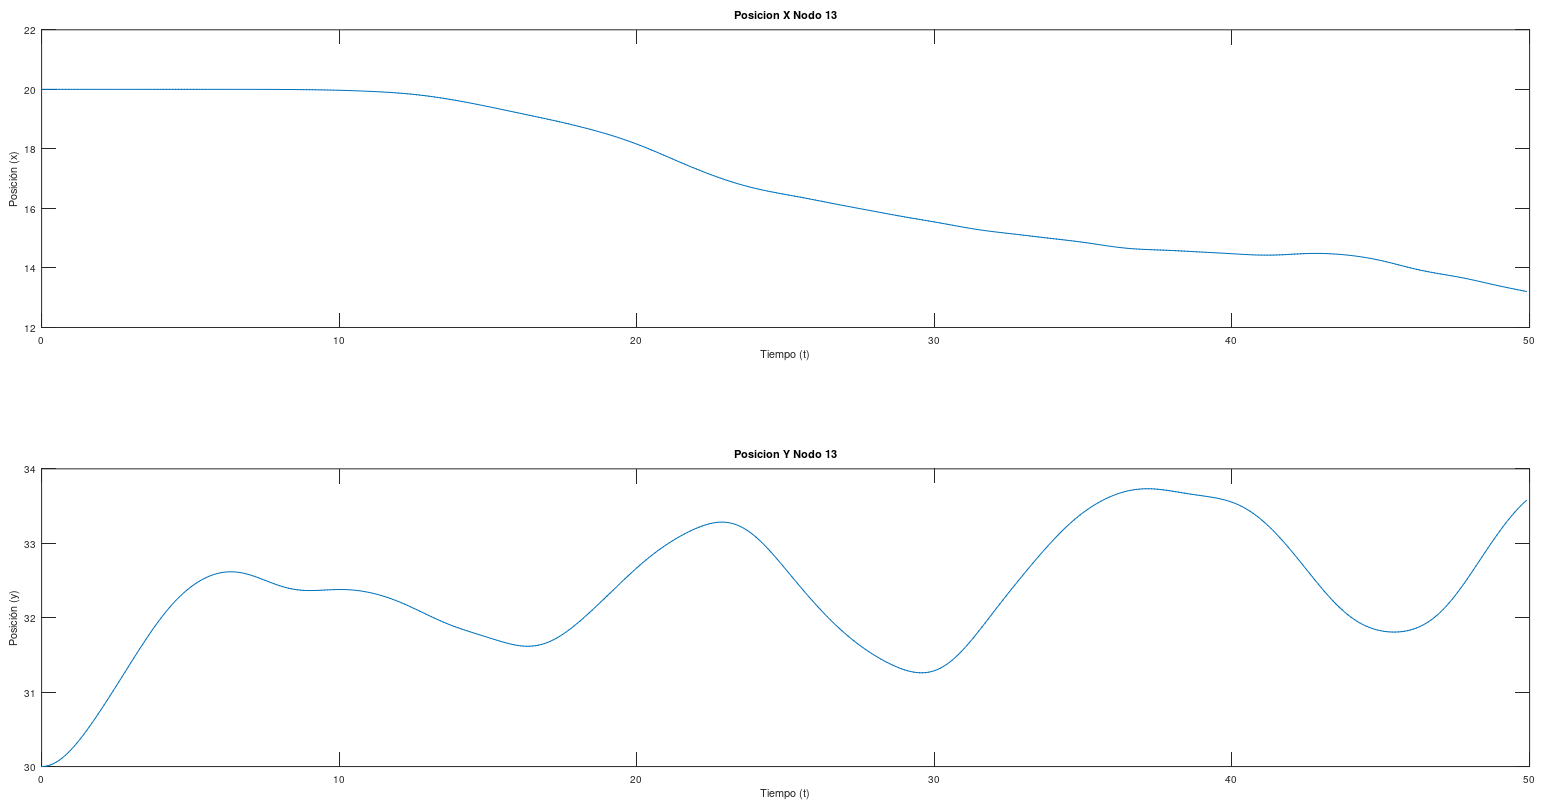 Posicion X Nodo 13
22
20
18
16
14
12
Posición (x)
0 10 20 30 40 50
Tiempo (t)
Posicion Y Nodo 13
34
33
32
31
30
Posición (y)
0 10 20 30 40 50
Tiempo (t)